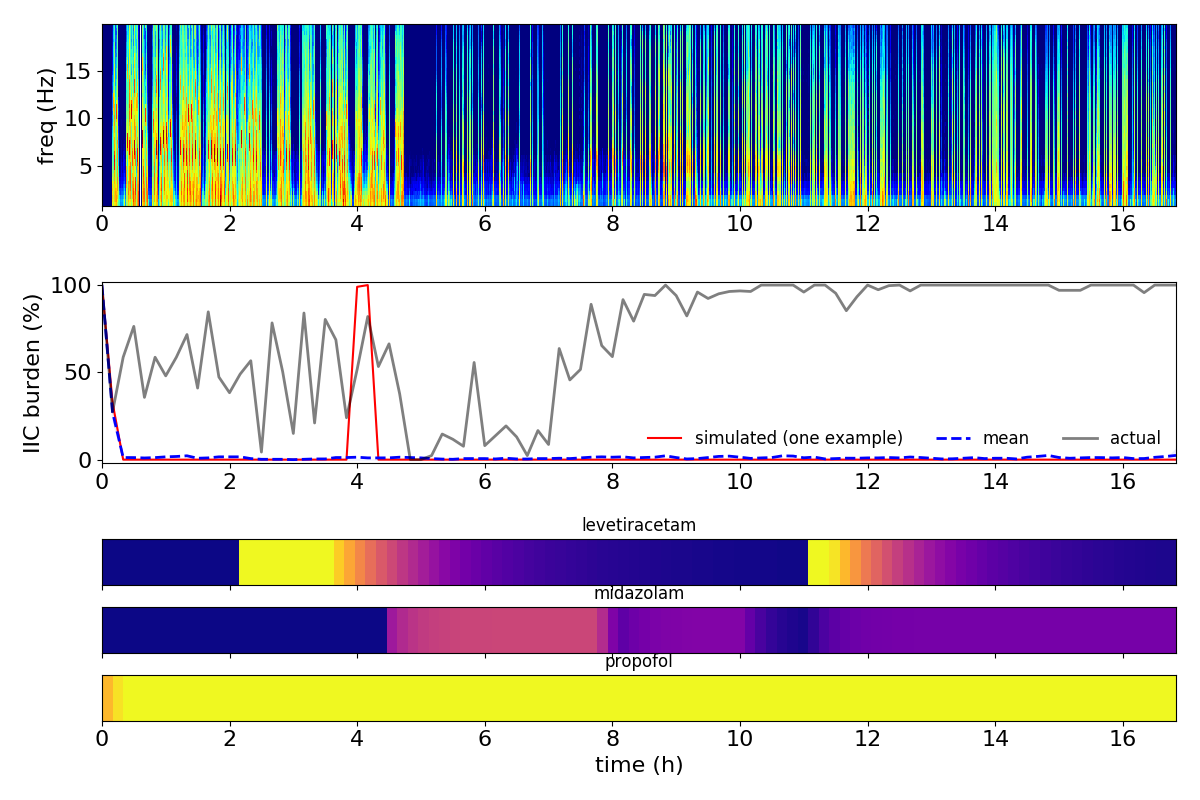 freq (Hz)
15
10
5
0 2 4 6 8 10 12 14 16
IIC burden (%)
100
50
0
simulated (one example) mean actual
0 2 4 6 8 10 12 14 16
levetiracetam
midazolam
propofol
0 2 4 6 8 10 12 14 16
time (h)